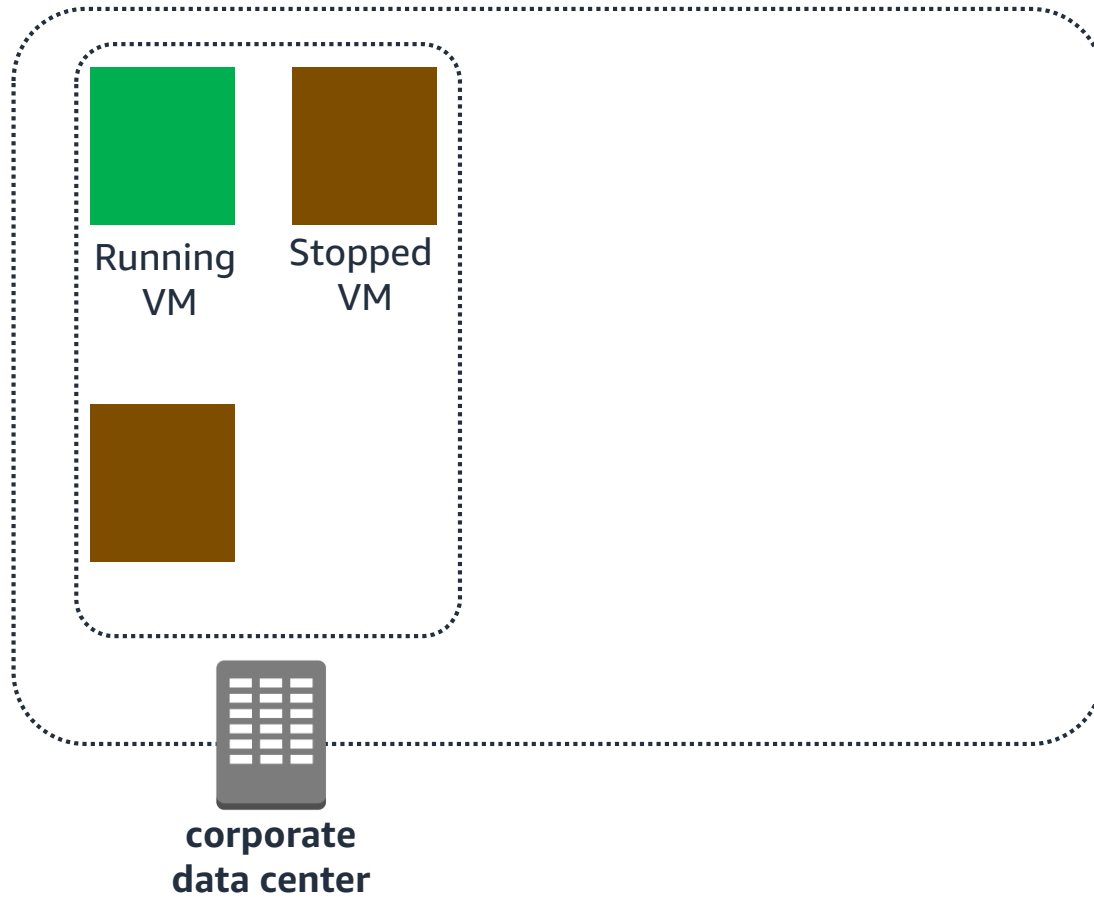 Running
VM
Stopped
VM
corporate
data center